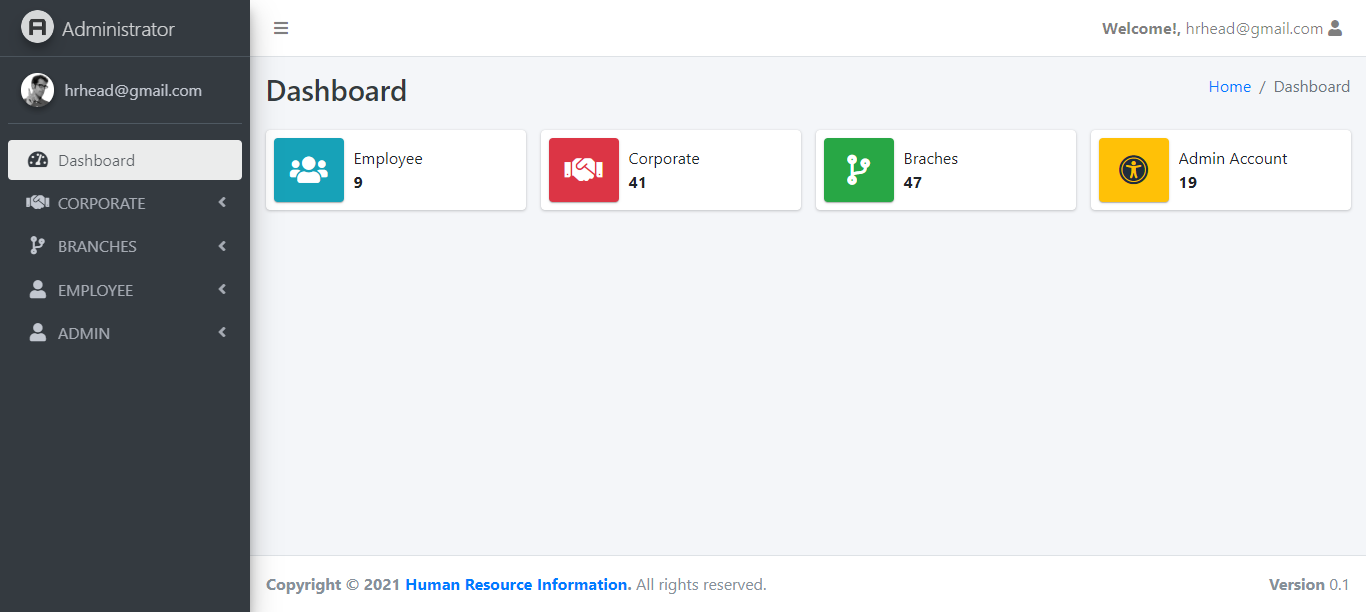 Administrator
Welcome!, hrhead@gmail.com
hrhead@gmail.com
Dashboard
CORPORATE
BRANCHES
EMPLOYEE
ADMIN
Dashboard
Home / Dashboard
Employee
9
Corporate
41
Braches
47
Admin Account
19
Copyright © 2021 Human Resource Information. All rights reserved.
Version 0.1